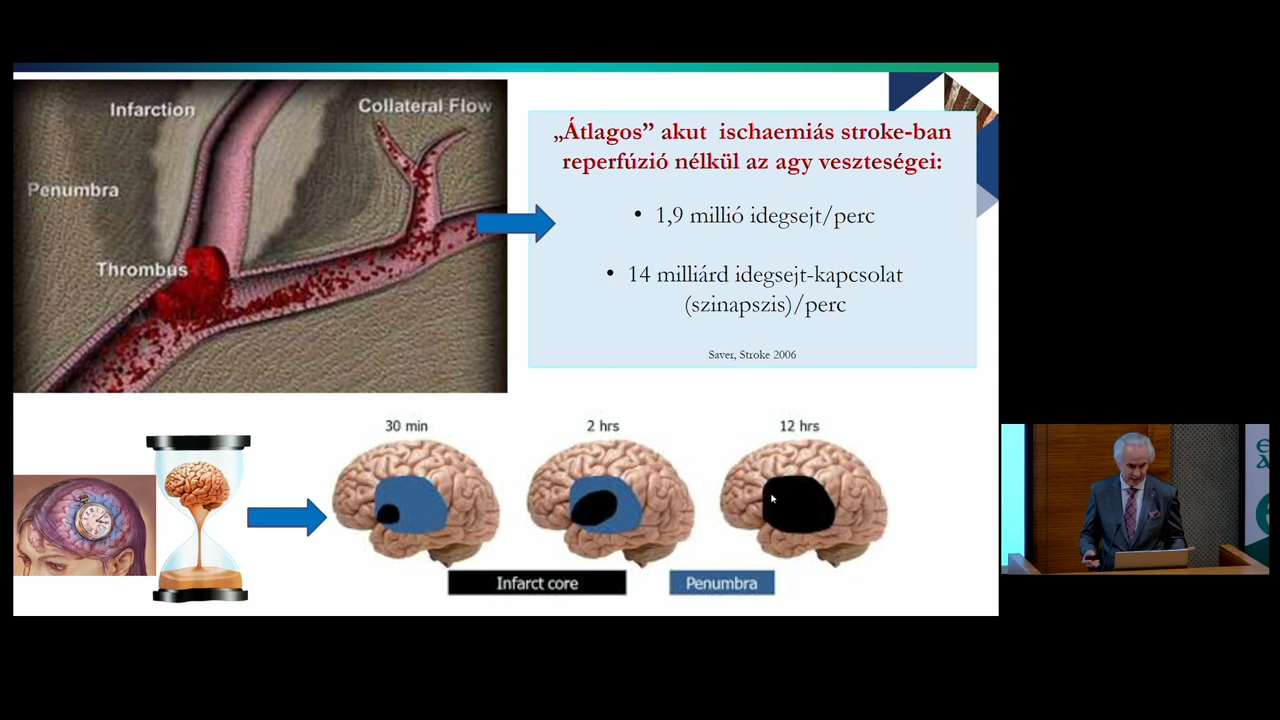 Infarction
Collateral Flow
Penumbra
Thrombus
„Átlagos” akut ischaemiás stroke-ban
reperfúzió nélkül az agy veszteségei:
• 1,9 millió idegsejt/perc
• 14 milliárd idegsejt-kapcsolat
(szinapszis)/perc
Saver, Stroke 2006
30 min
2 hrs
12 hrs
Infarct core
Penumbra